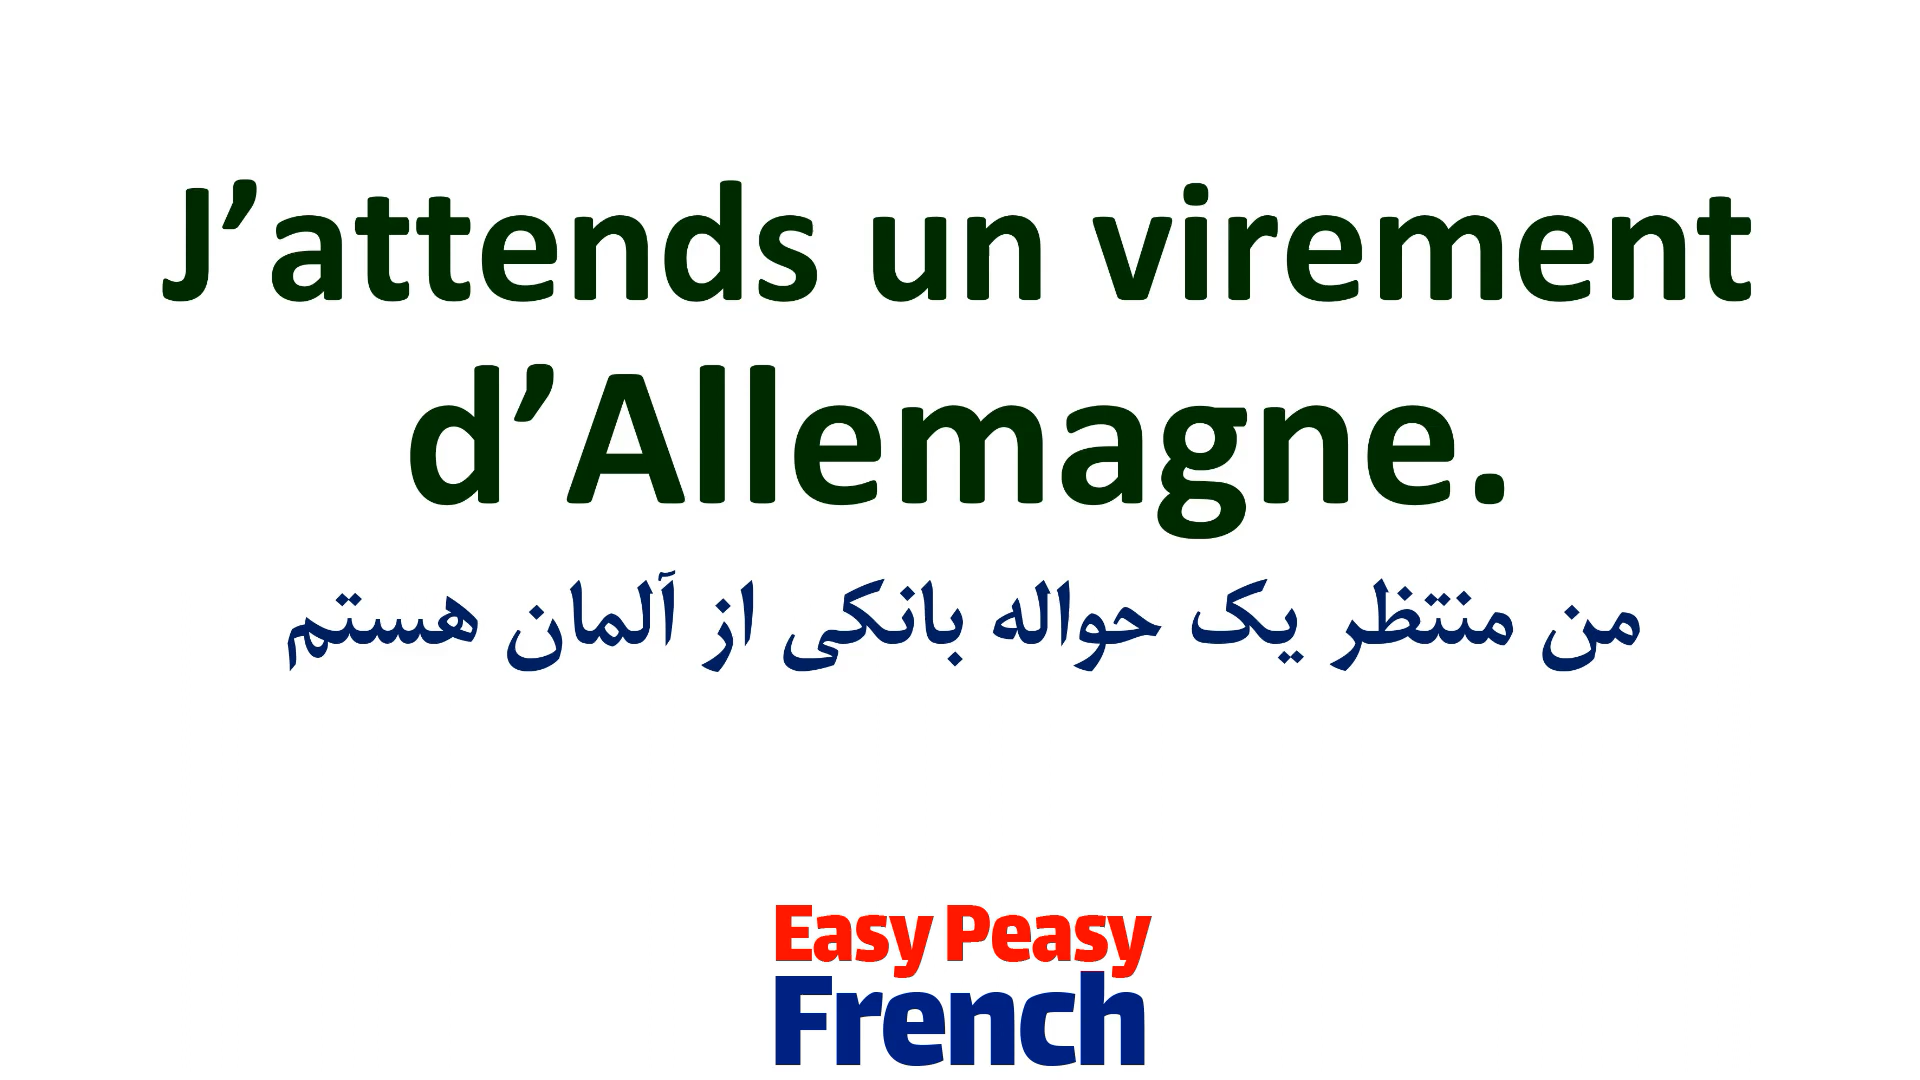 J’attends un virement
d’Allemagne.
من منتظر یک حواله بانکی از آلمان هستم
Easy Peasy
French